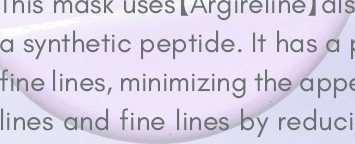 This mask uses【Argireline】als
a synthetic peptide. It has a p
fine lines, minimizing the appe
lines and fine lines by reduci